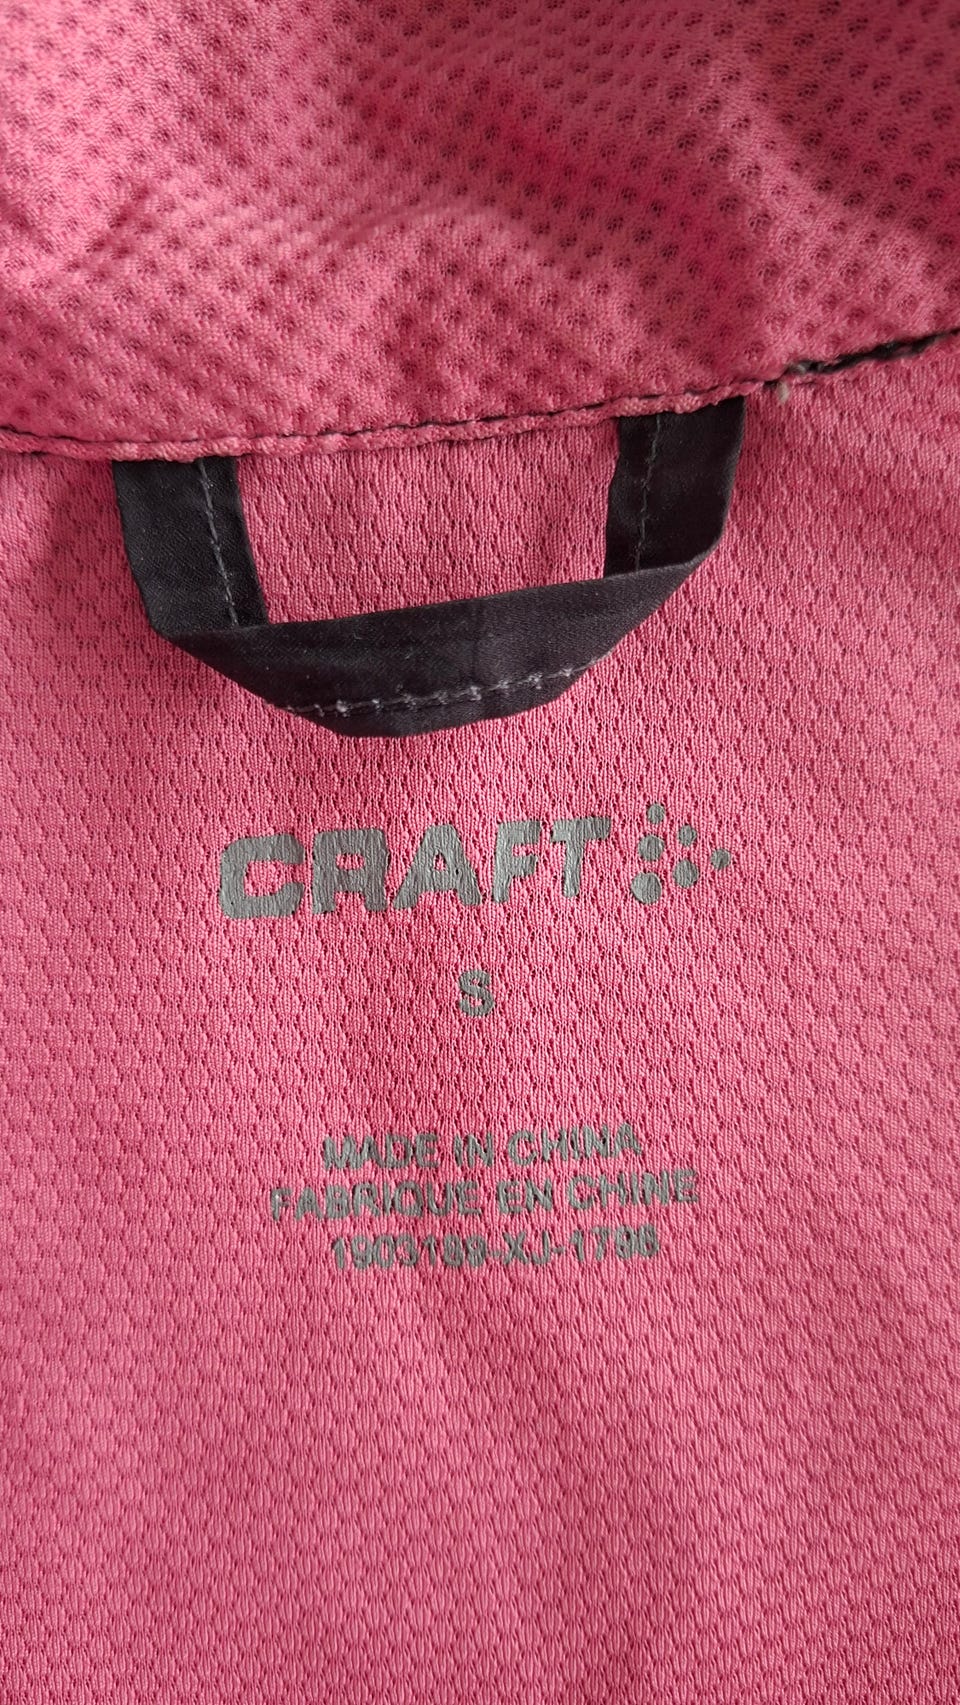 CRAFT
S
MADE IN CHINA
FABRIQUE EN CHINE
1903189-XJ-1798